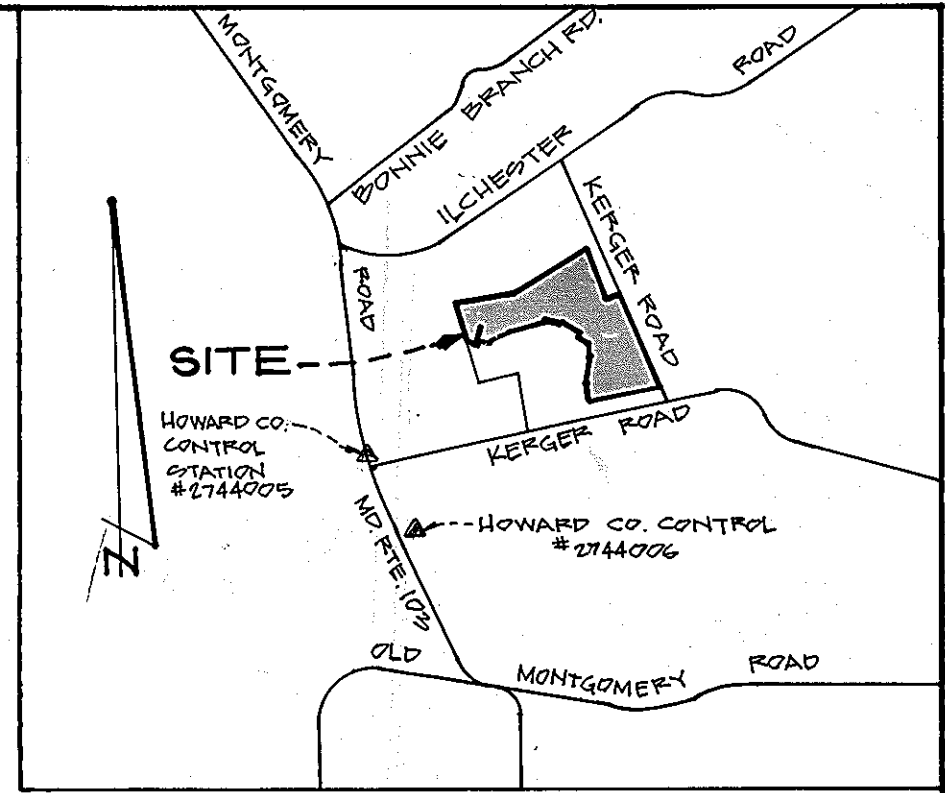 MONTGOMERY
BONNIE BRANCH RD.
ROAD
ILCHESTER
KERGER ROAD
ROAD
SITE
HOWARD CO.
CONTROL
STATION
#2744005
KERGER ROAD
MD. RTE. 103
HOWARD CO. CONTROL
# 2744006
N
OLD
MONTGOMERY
ROAD